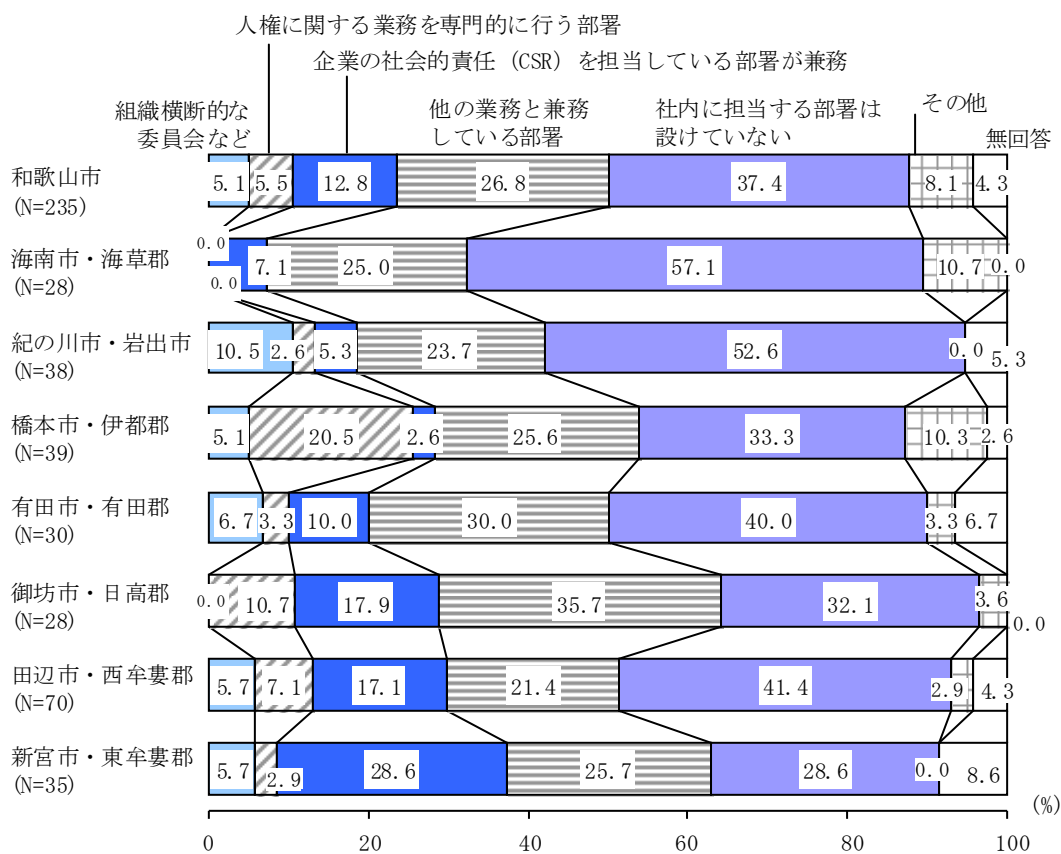 人権に関する業務を専門的に行う部署
企業の社会的責任（CSR）を担当している部署が兼務
組織横断的な
委員会など
他の業務と兼務
している部署
社内に担当する部署は
設けていない
その他
無回答
和歌山市
(N=235)
5.1 5.5 12.8 26.8 37.4 8.1 4.3
海南市・海草郡
(N=28)
0.0 0.0 7.1 25.0 57.1 10.7 0.0
紀の川市・岩出市
(N=38)
10.5 2.6 5.3 23.7 52.6 0.0 5.3
橋本市・伊都郡
(N=39)
5.1 20.5 2.6 25.6 33.3 10.3 2.6
有田市・有田郡
(N=30)
6.7 3.3 10.0 30.0 40.0 3.3 6.7
御坊市・日高郡
(N=28)
0.0 10.7 17.9 35.7 32.1 3.6 0.0
田辺市・西牟婁郡
(N=70)
5.7 7.1 17.1 21.4 41.4 2.9 4.3
新宮市・東牟婁郡
(N=35)
5.7 2.9 28.6 25.7 28.6 0.0 8.6
(%)
0 20 40 60 80 100